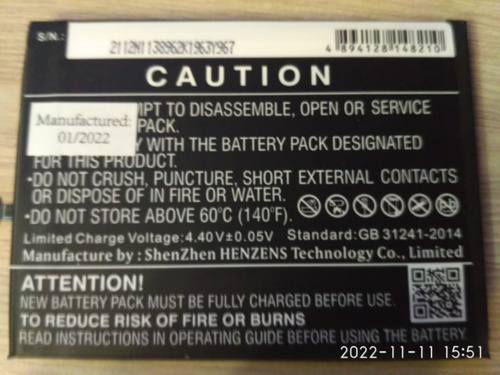 S/N.:
2112N1138962K1963Y967
4894128148210
CAUTION
MPT TO DISASSEMBLE, OPEN OR SERVICE
PACK.
Manufactured:
01/2022
Y WITH THE BATTERY PACK DESIGNATED
FOR THIS PRODUCT.
•DO NOT CRUSH, PUNCTURE, SHORT EXTERNAL CONTACTS
OR DISPOSE OF IN FIRE OR WATER.
•DO NOT STORE ABOVE 60°C (140°F).
Limited Charge Voltage: 4.40V±0.05V Standard: GB 31241-2014
Manufacture by : ShenZhen HENZENS Technology Co., Limited
ATTENTION!
NEW BATTERY PACK MUST BE FULLY CHARGED BEFORE USE.
TO REDUCE RISK OF FIRE OR BURNS
READ INSTRUCTIONS IN OPERATING GUIDE BEFORE USING THE BATTERY.
2022-11-11 15:51